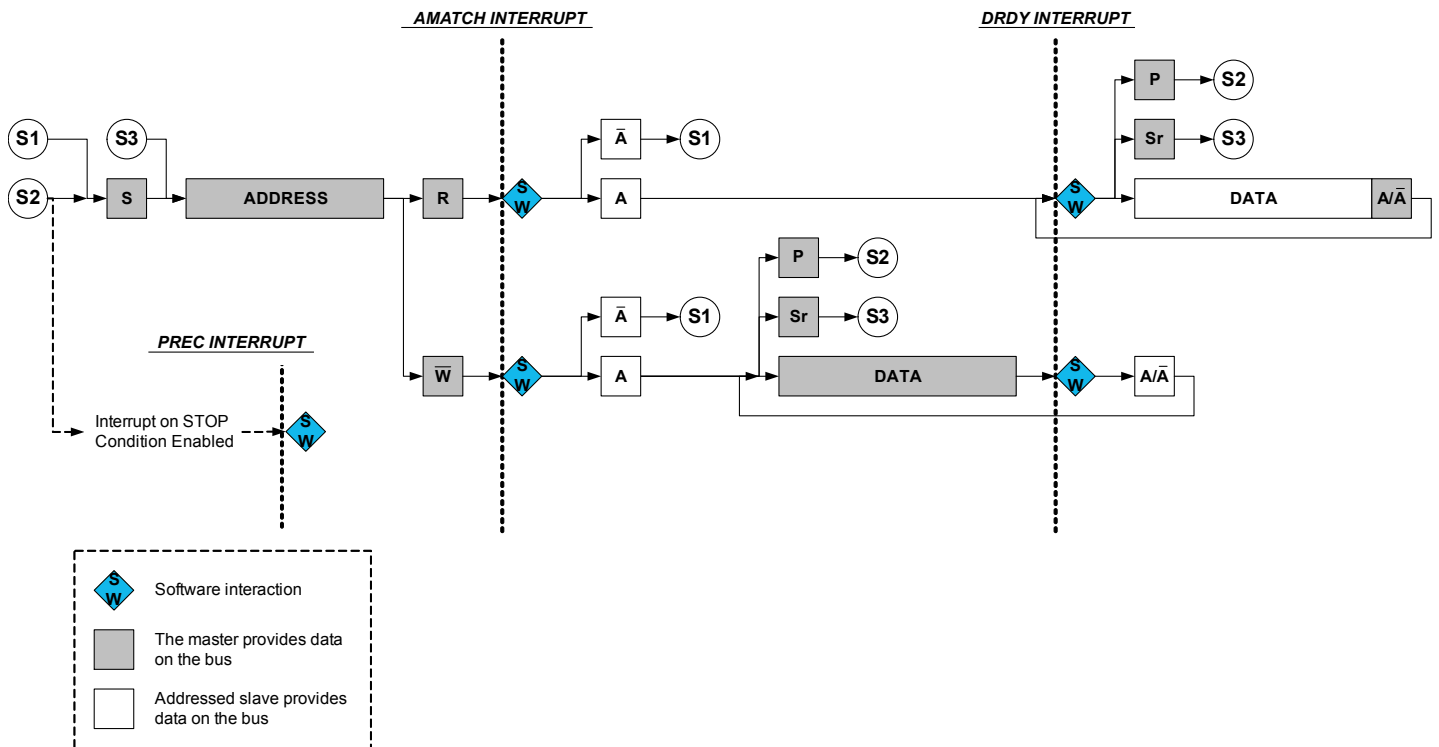 AMATCH INTERRUPT
DRDY INTERRUPT
P
S2
S1
S3
A̅
S1
Sr
S3
S2
S
ADDRESS
R
S
W
A
S
W
DATA
A/A̅
P
S2
A̅
S1
Sr
S3
PREC INTERRUPT
W̅
S
W
A
DATA
S
W
A/A̅
Interrupt on STOP
Condition Enabled
S
W
S
W
Software interaction
The master provides data
on the bus
Addressed slave provides
data on the bus